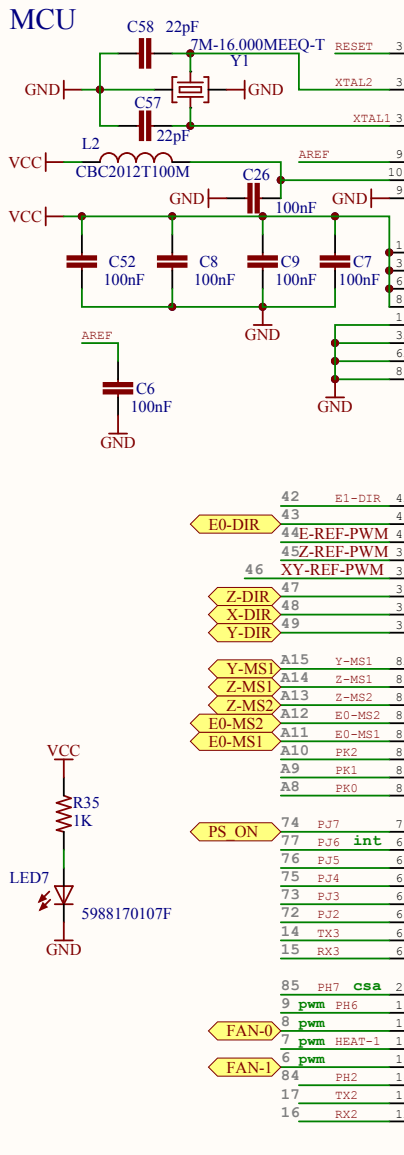 MCU
C58 22pF
7M-16.000MEEQ-T
Y1
RESET 3
GND
GND
XTAL2 3
C57
22pF
XTAL1 3
L2
VCC
CBC2012T100M
AREF 9
10
GND
C26
100nF
GND 9
VCC
C52
100nF
C8
100nF
C9
100nF
C7
100nF
1
3
6
8
GND
1
3
6
8
GND
AREF
C6
100nF
GND
42 E1-DIR 4
E0-DIR 43 4
44 E-REF-PWM 4
45 Z-REF-PWM 3
46 XY-REF-PWM 3
Z-DIR 47 3
X-DIR 48 3
Y-DIR 49 3
Y-MS1 A15 Y-MS1 8
Z-MS1 A14 Z-MS1 8
Z-MS2 A13 Z-MS2 8
E0-MS2 A12 E0-MS2 8
E0-MS1 A11 E0-MS1 8
A10 PK2 8
A9 PK1 8
A8 PK0 8
VCC
R35
1K
LED7
5988170107F
GND
PS_ON 74 PJ7 7
77 PJ6 int 6
76 PJ5 6
75 PJ4 6
73 PJ3 6
72 PJ2 6
14 TX3 6
15 RX3 6
85 PH7 csa 2
9 pwm PH6 1
FAN-0 8 pwm 1
7 pwm HEAT-1 1
FAN-1 6 pwm 1
84 PH2 1
17 TX2 1
16 RX2 1